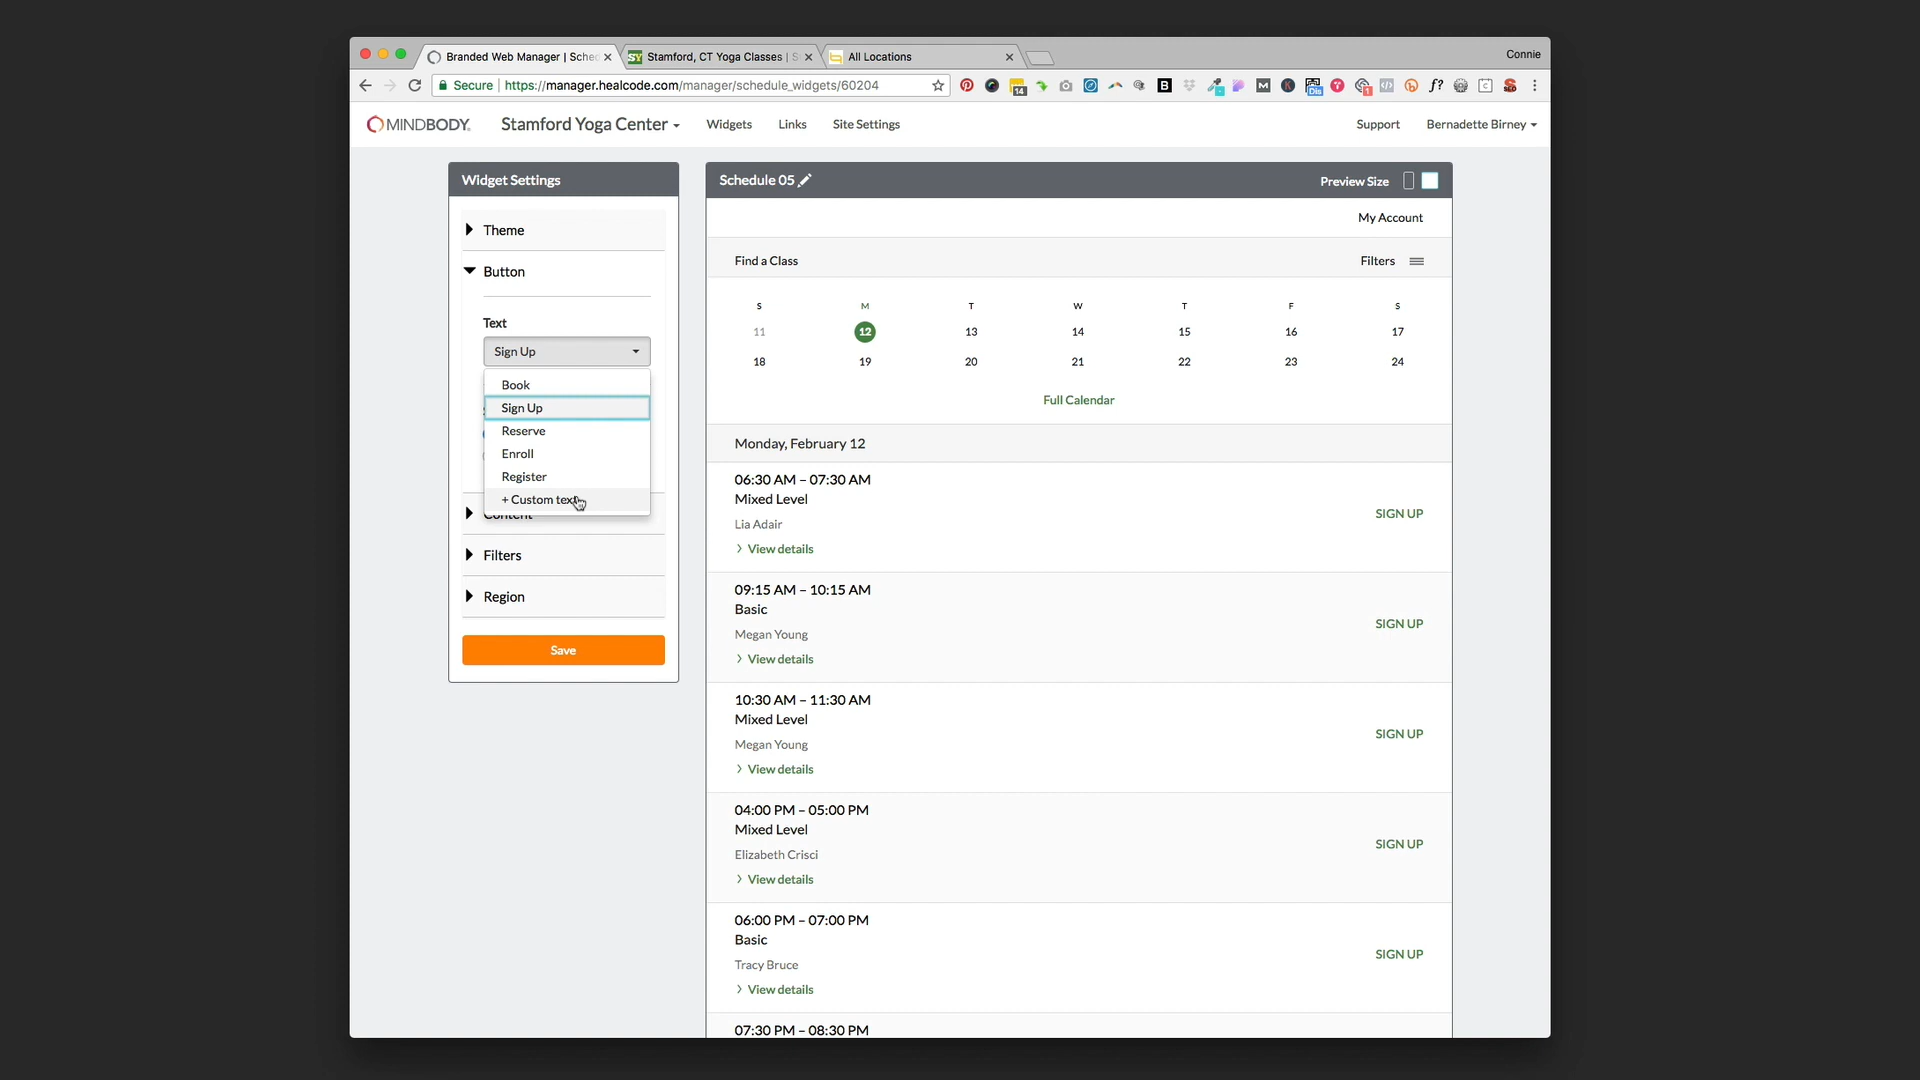 Branded Web Manager | Sched
Stamford, CT Yoga Classes | S
All Locations
Connie
Secure
https://manager.healcode.com/manager/schedule_widgets/60204
14
B
M
K
Dis
1
f?
MINDBODY
Stamford Yoga Center
Widgets
Links
Site Settings
Support
Bernadette Birney
Widget Settings
Theme
Button
Text
Sign Up
Book
Sign Up
Reserve
Enroll
Register
+ Custom text
Content
Filters
Region
Save
Schedule 05
Preview Size
My Account
Find a Class
Filters
S M T W T F S
11 12 13 14 15 16 17
18 19 20 21 22 23 24
Full Calendar
Monday, February 12
06:30 AM – 07:30 AM
Mixed Level
Lia Adair
View details
SIGN UP
09:15 AM – 10:15 AM
Basic
Megan Young
View details
SIGN UP
10:30 AM – 11:30 AM
Mixed Level
Megan Young
View details
SIGN UP
04:00 PM – 05:00 PM
Mixed Level
Elizabeth Crisci
View details
SIGN UP
06:00 PM – 07:00 PM
Basic
Tracy Bruce
View details
SIGN UP
07:30 PM – 08:30 PM